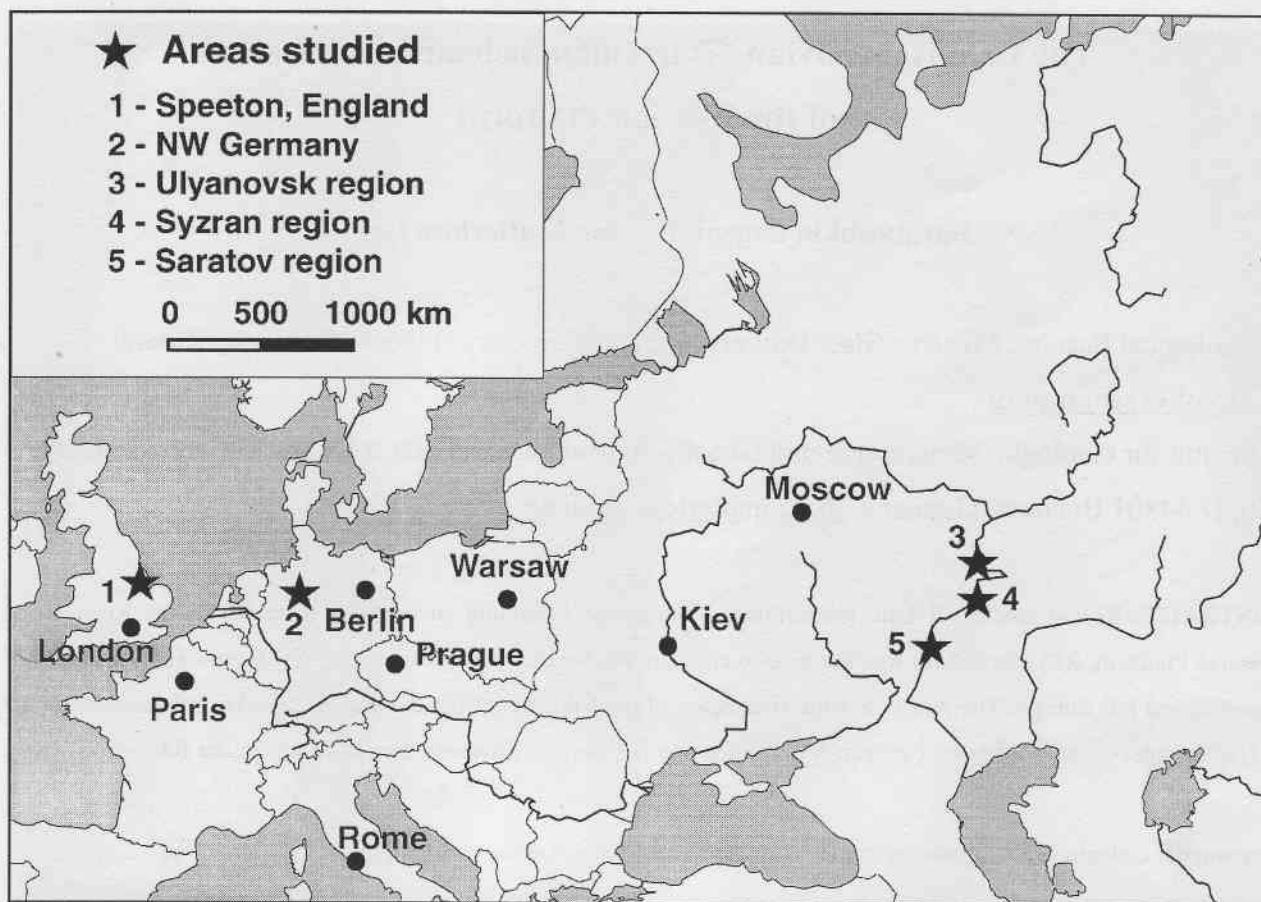 ★ Areas studied
1 - Speeton, England
2 - NW Germany
3 - Ulyanovsk region
4 - Syzran region
5 - Saratov region
0 500 1000 km
Moscow
3
Warsaw
1
4
2
Berlin
Kiev
5
London
Prague
Paris
Rome